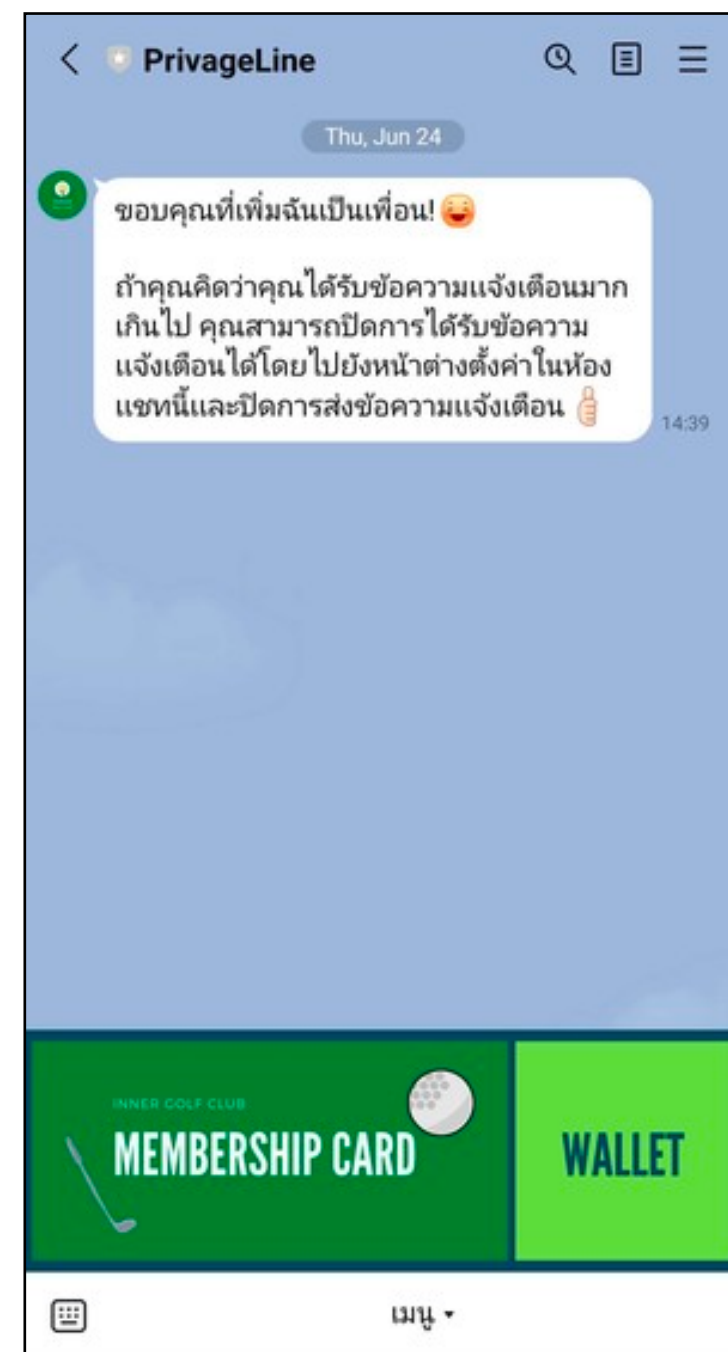 PrivageLine
Thu, Jun 24
ขอบคุณที่เพิ่มฉันเป็นเพื่อน!
ถ้าคุณคิดว่าคุณได้รับข้อความแจ้งเตือนมาก
เกินไป คุณสามารถปิดการได้รับข้อความ
แจ้งเตือนได้โดยไปยังหน้าต่างตั้งค่าในห้อง
แชทนี้และปิดการส่งข้อความแจ้งเตือน
14:39
INNER GOLF CLUB
MEMBERSHIP CARD
WALLET
เมนู